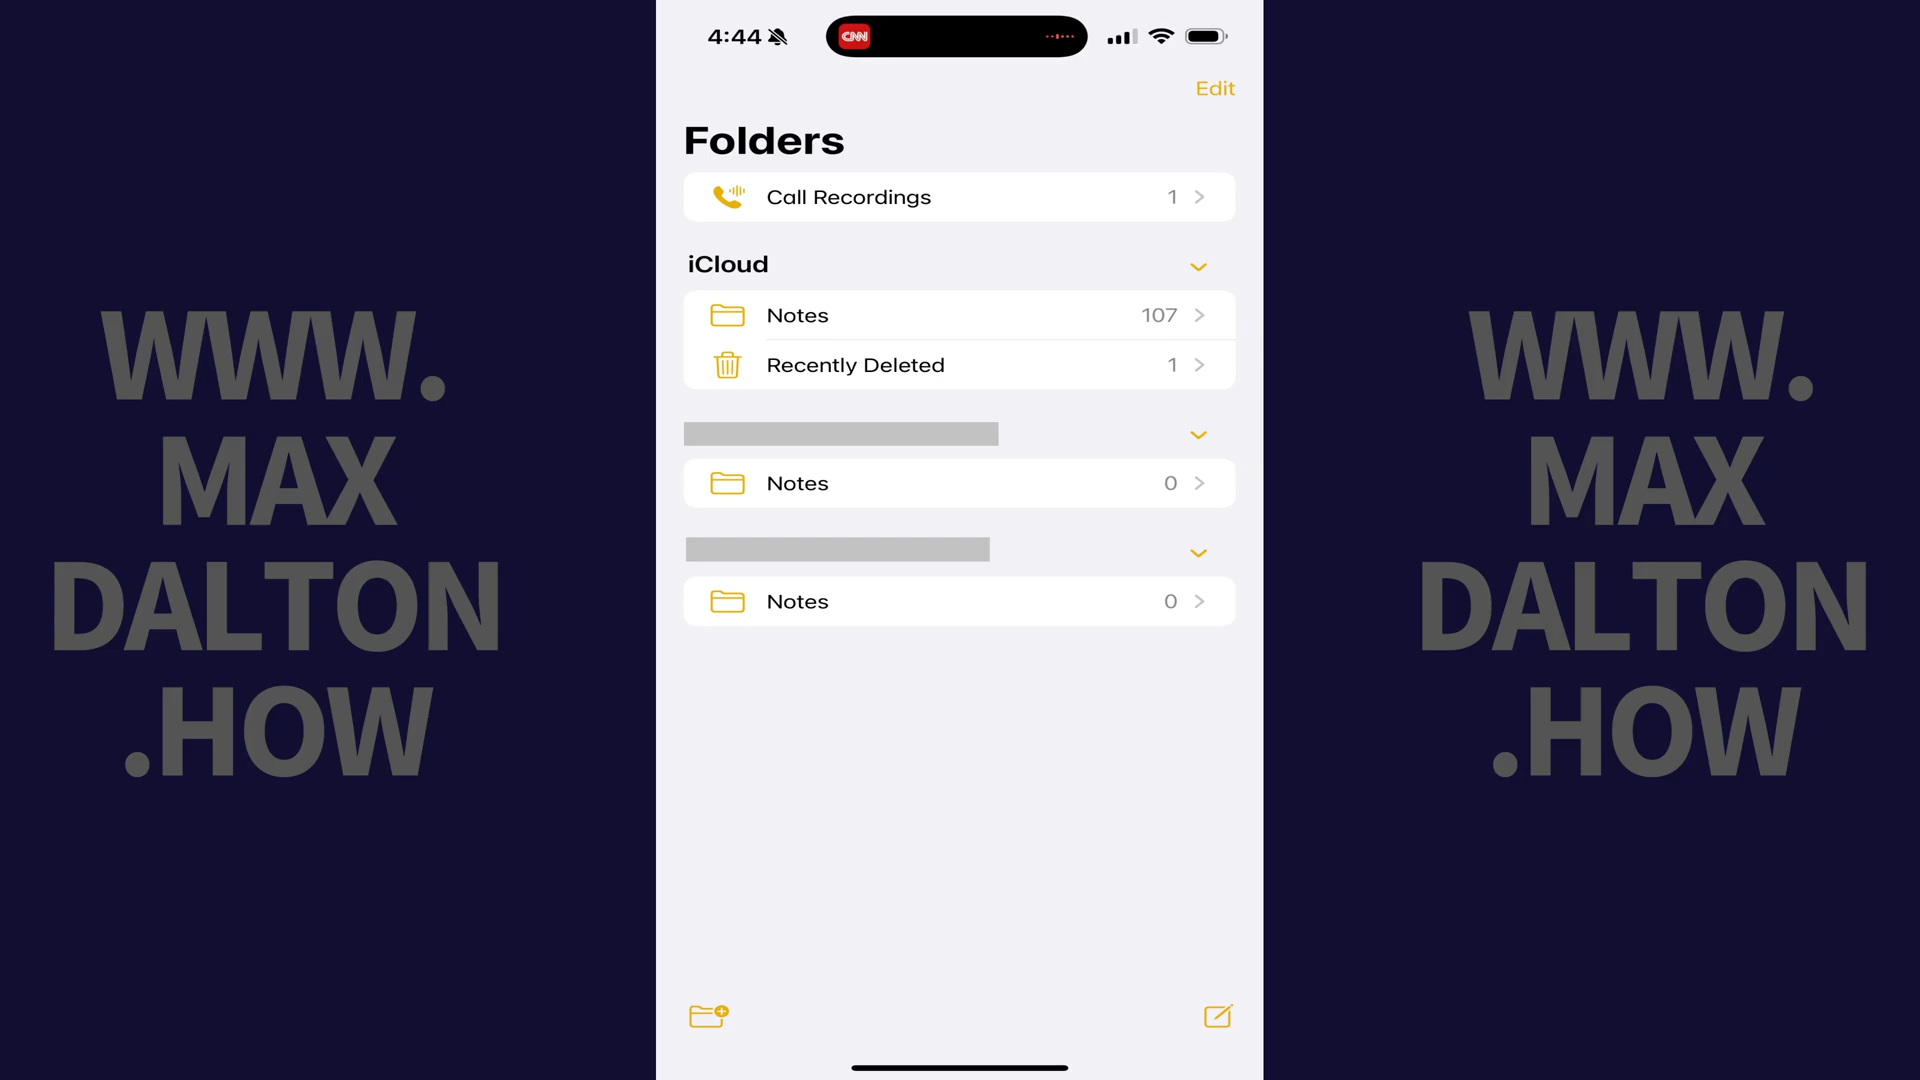 WWW.
MAX
DALTON
.HOW
4:44
CNN
Edit
Folders
Call Recordings 1
iCloud
Notes 107
Recently Deleted 1
Notes 0
Notes 0
WWW.
MAX
DALTON
.HOW